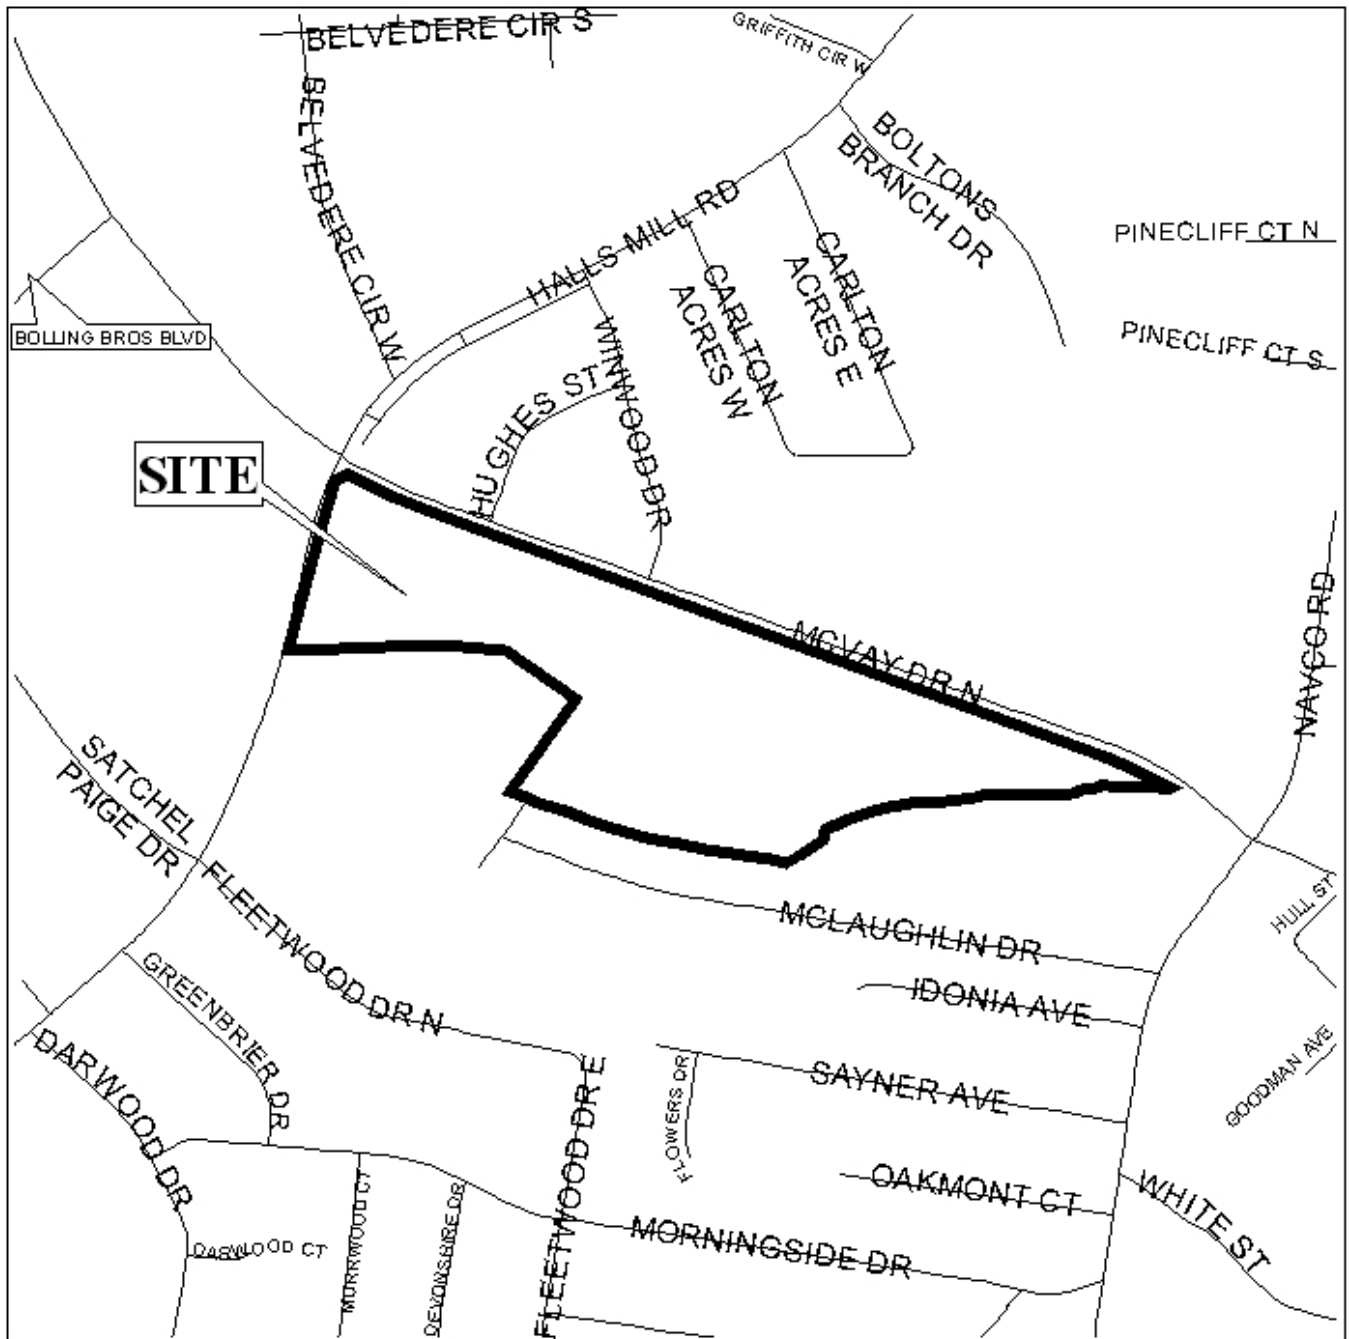 BELVEDERE CIR S
GRIFFITH CIR W
BELVEDERE CIR W
BOLTONS
BRANCH DR
HALLS MILL RD
PINECLIFF CT N
CARLTON
ACRES E
CARLTON
ACRES W
BOLLING BROS BLVD
PINECLIFF CT S
WINWOOD DR
HUGHES ST
SITE
MCVAY DR N
NAVCO RD
SATCHEL
PAIGE DR
FLEETWOOD DR N
MCLAUGHLIN DR
HULL ST
GREENBRIER DR
IDONIA AVE
DARWOOD DR
FLEETWOOD DR E
FLOWERS DR
SAYNER AVE
GOODMAN AVE
OAKMONT CT
WHITE ST
DARWOOD CT
MURRWOOD CT
DEVONSHIRE DR
MORNINGSIDE DR